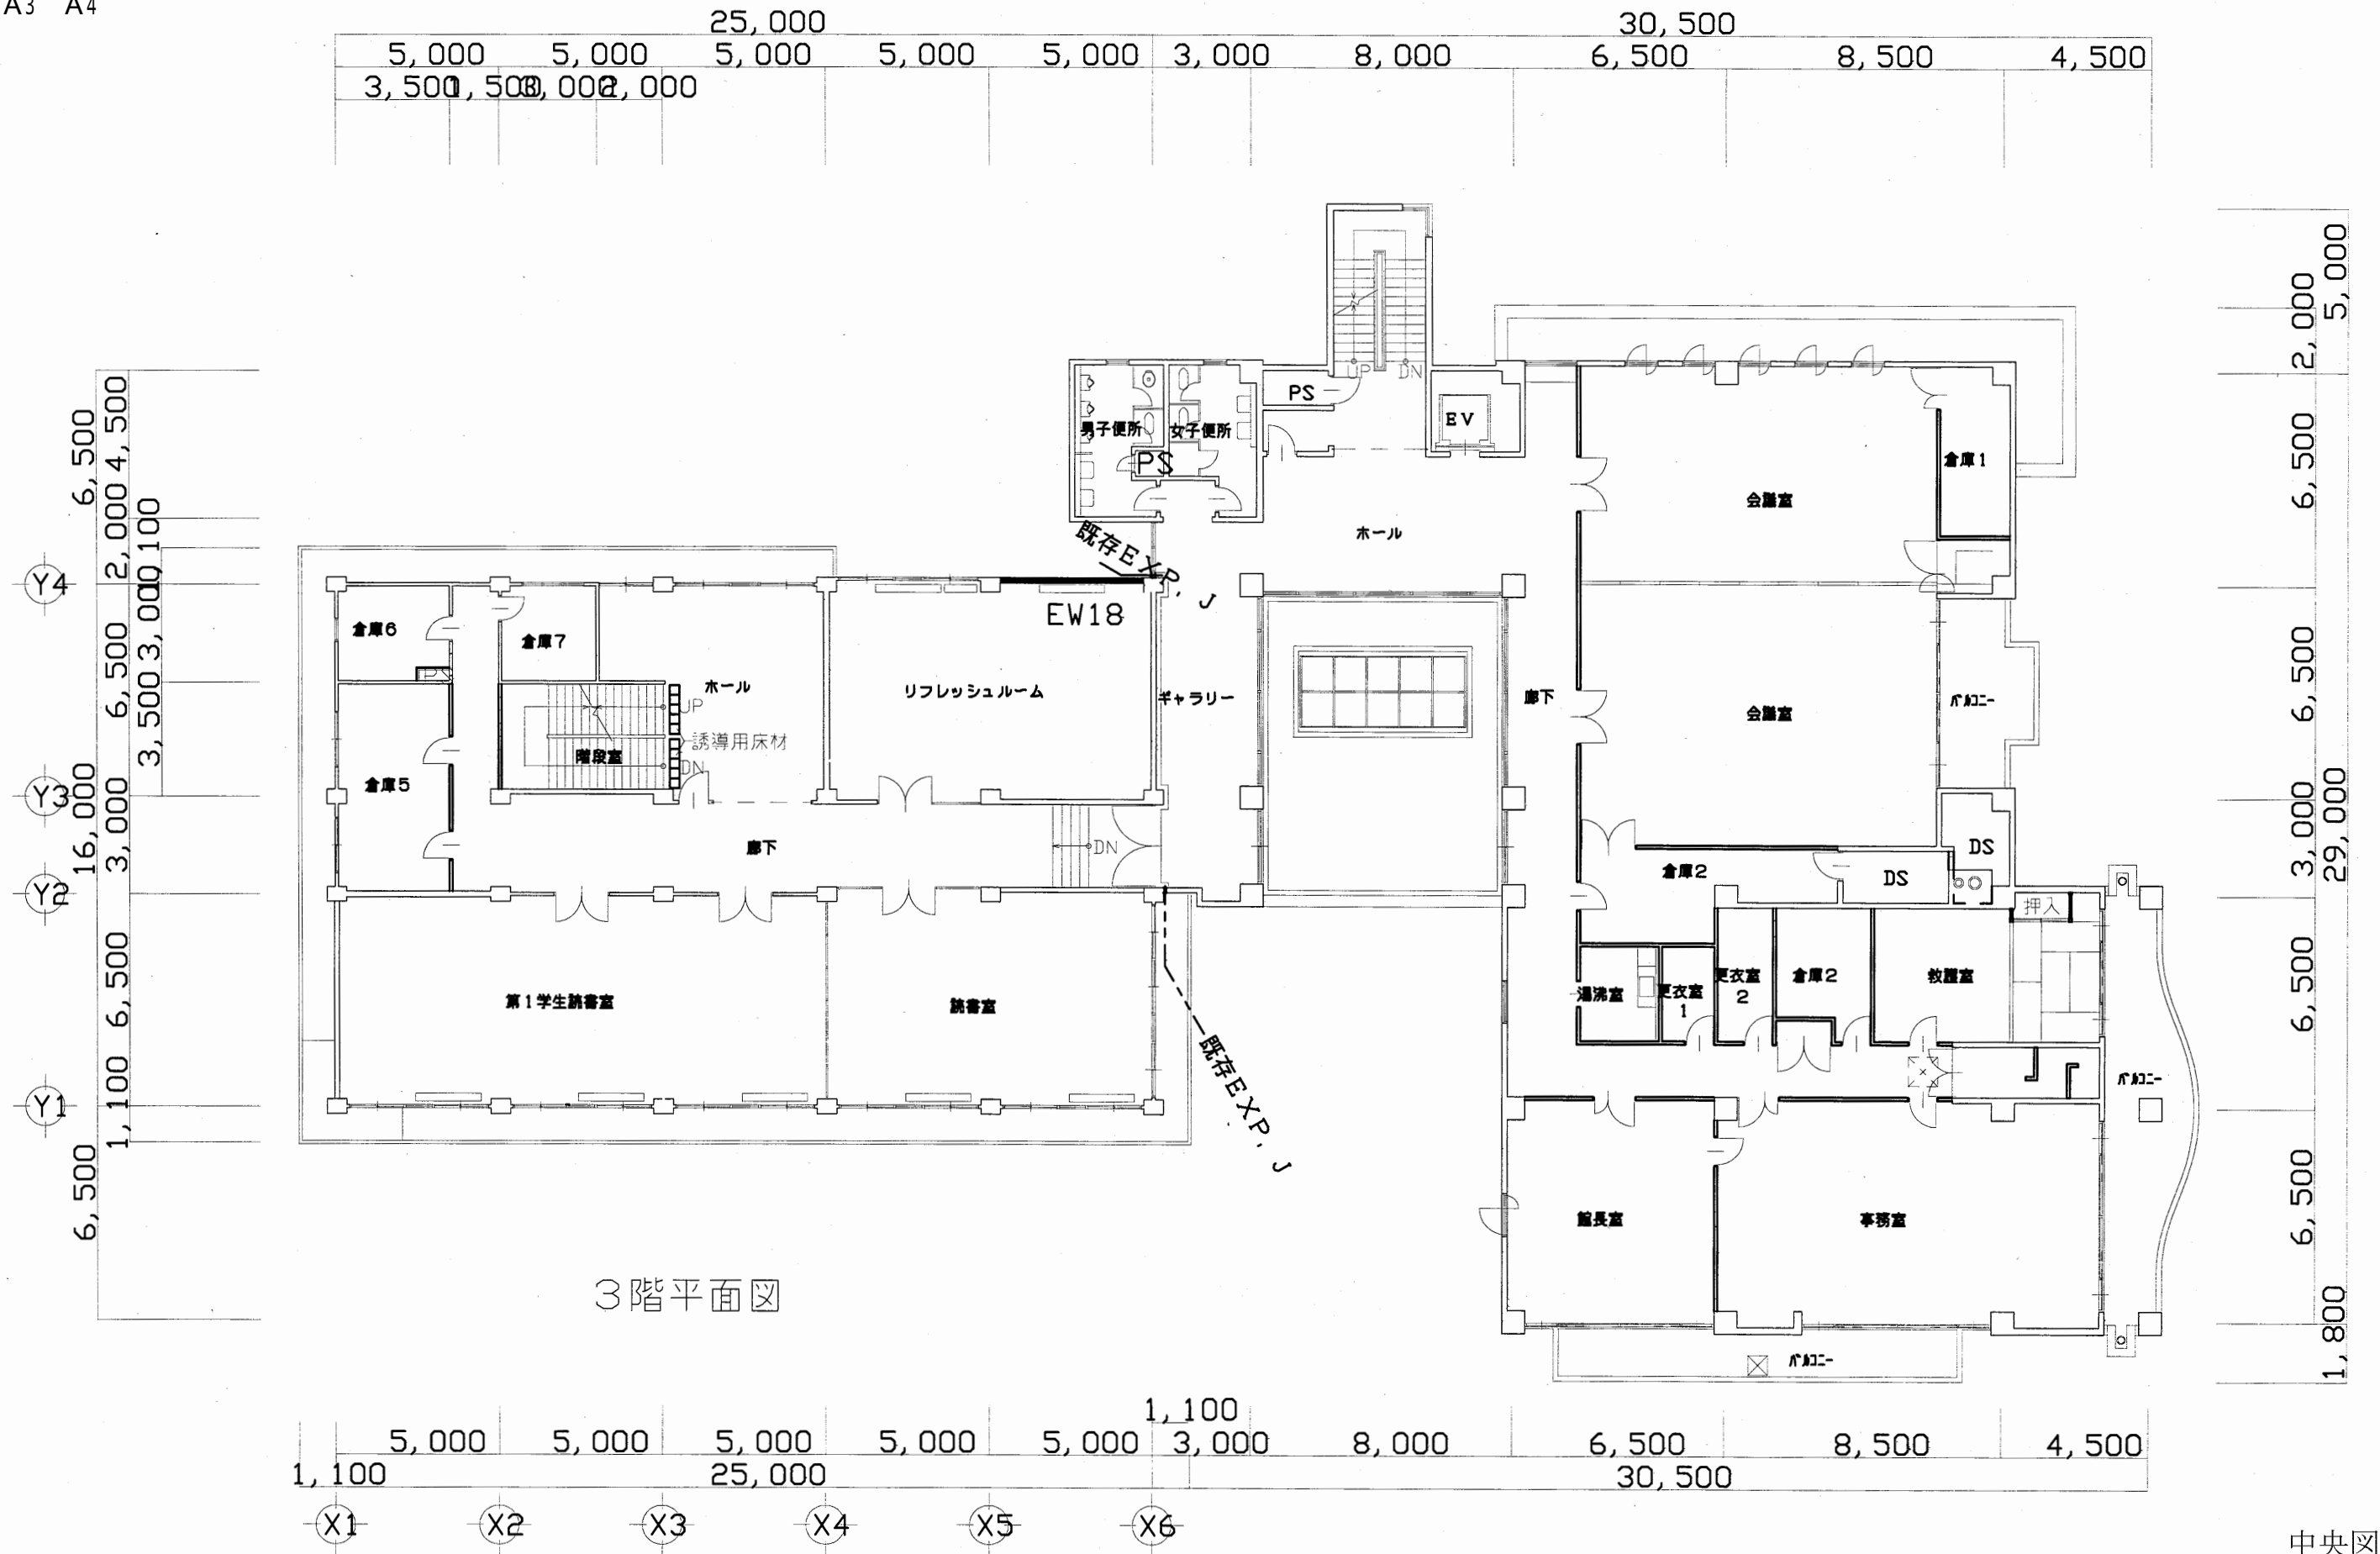 A3 A4
25,000 30,500
5,000 5,000 5,000 5,000 5,000 3,000 8,000 6,500 8,500 4,500
3,500 1,500 3,000 2,000
5,000
2,000
6,500
6,500
3,000
29,000
6,500
6,500
1,800
6,500
4,500
2,000
3,000 1,100
6,500
3,500
16,000
3,000
6,500
1,100
6,500
Y4
Y3
Y2
Y1
UP DN
PS
EV
男子便所 女子便所
PS
倉庫1
会議室
ホール
既存EXP.J
EW18
倉庫6
倉庫7
PS
ホール
リフレッシュルーム
ギャラリー
廊下
会議室
バルコニー
UP
誘導用床材
階段室
DN
倉庫5
廊下
DN
DS
倉庫2
DS
押入
第1学生読書室
読書室
湯沸室
更衣室
1
更衣室
2
倉庫2
救護室
既存EXP.J
バルコニー
館長室
事務室
バルコニー
3階平面図
1,100
5,000 5,000 5,000 5,000 5,000 3,000 8,000 6,500 8,500 4,500
1,100 25,000 30,500
X1 X2 X3 X4 X5 X6
中央図